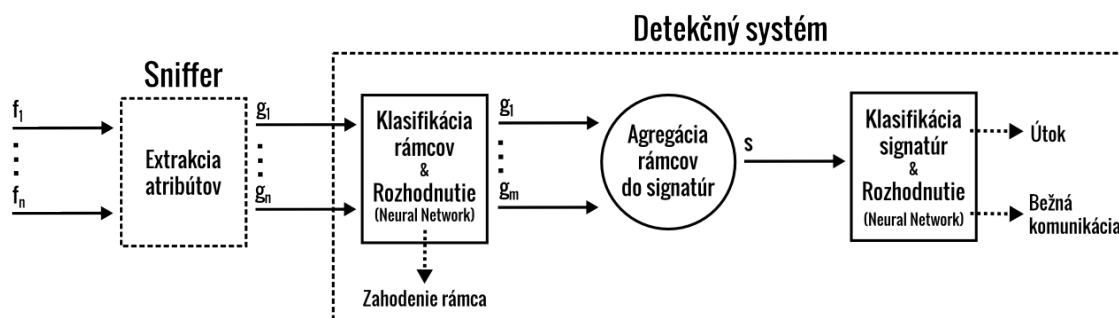 Detekčný systém
Sniffer
f1
fn
Extrakcia
atribútov
g1
gn
Klasifikácia
rámcov
&
Rozhodnutie
(Neural Network)
Zahodenie rámca
g1
gm
Agregácia
rámcov
do signatúr
s
Klasifikácia
signatúr
&
Rozhodnutie
(Neural Network)
Útok
Bežná
komunikácia